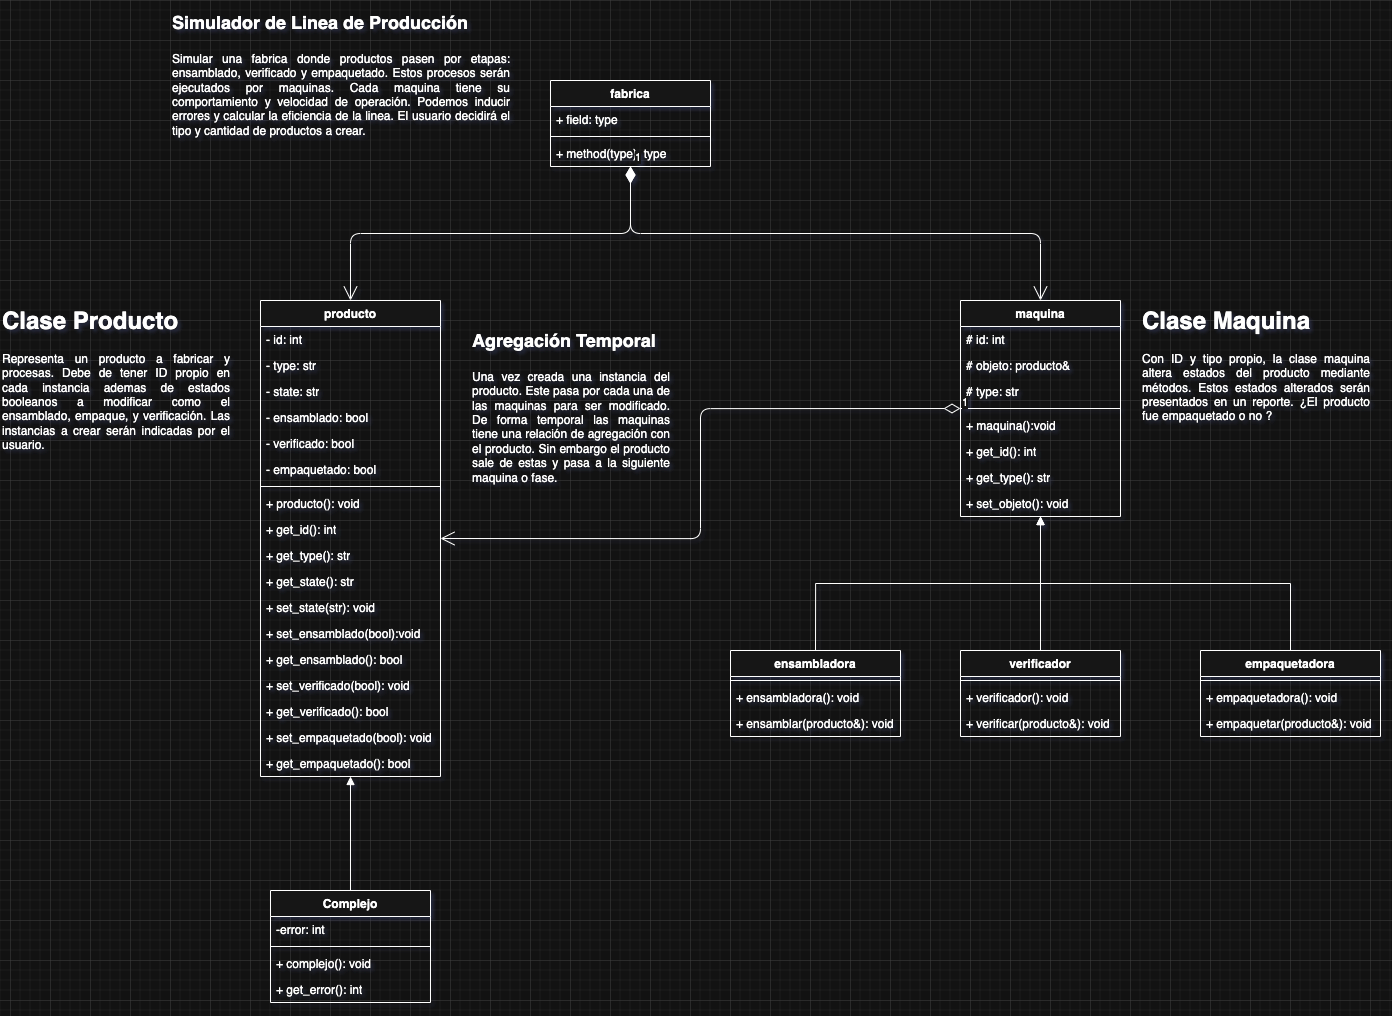 Simulador de Linea de Producción
Simular una fabrica donde productos pasen por etapas:
ensamblado, verificado y empaquetado. Estos procesos serán
ejecutados por maquinas. Cada maquina tiene su
comportamiento y velocidad de operación. Podemos inducir
errores y calcular la eficiencia de la linea. El usuario decidirá el
tipo y cantidad de productos a crear.
fabrica
+ field: type
+ method(type): type
1
Clase Producto
Representa un producto a fabricar y
procesas. Debe de tener ID propio en
cada instancia ademas de estados
booleanos a modificar como el
ensamblado, empaque, y verificación. Las
instancias a crear serán indicadas por el
usuario.
producto
- id: int
- type: str
- state: str
- ensamblado: bool
- verificado: bool
- empaquetado: bool
+ producto(): void
+ get_id(): int
+ get_type(): str
+ get_state(): str
+ set_state(str): void
+ set_ensamblado(bool):void
+ get_ensamblado(): bool
+ set_verificado(bool): void
+ get_verificado(): bool
+ set_empaquetado(bool): void
+ get_empaquetado(): bool
Agregación Temporal
Una vez creada una instancia del
producto. Este pasa por cada una de
las maquinas para ser modificado.
De forma temporal las maquinas
tiene una relación de agregación con
el producto. Sin embargo el producto
sale de estas y pasa a la siguiente
maquina o fase.
maquina
# id: int
# objeto: producto&
# type: str
1
+ maquina():void
+ get_id(): int
+ get_type(): str
+ set_objeto(): void
Clase Maquina
Con ID y tipo propio, la clase maquina
altera estados del producto mediante
métodos. Estos estados alterados serán
presentados en un reporte. ¿El producto
fue empaquetado o no ?
ensambladora
+ ensambladora(): void
+ ensamblar(producto&): void
verificador
+ verificador(): void
+ verificar(producto&): void
empaquetadora
+ empaquetadora(): void
+ empaquetar(producto&): void
Complejo
-error: int
+ complejo(): void
+ get_error(): int